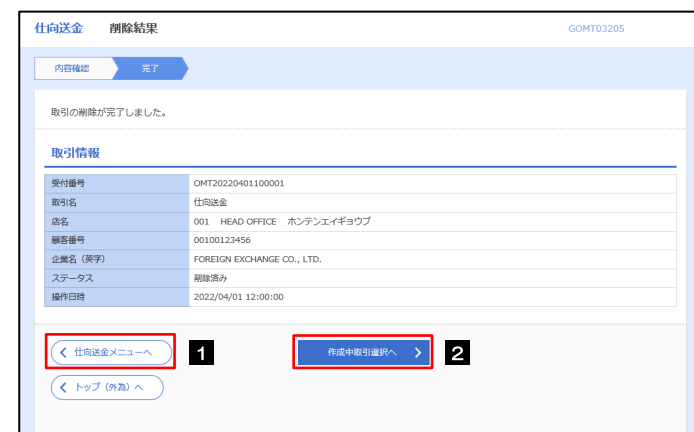 仕向送金 削除結果 GOMT03205
内容確認 完了
取引の削除が完了しました。
取引情報
受付番号 OMT20220401100001
取引名 仕向送金
店名 001 HEAD OFFICE ホンテンエイギョウブ
顧客番号 00100123456
企業名（英字） FOREIGN EXCHANGE CO., LTD.
ステータス 削除済み
操作日時 2022/04/01 12:00:00
仕向送金メニューへ 1 作成中取引選択へ 2
トップ（外為）へ